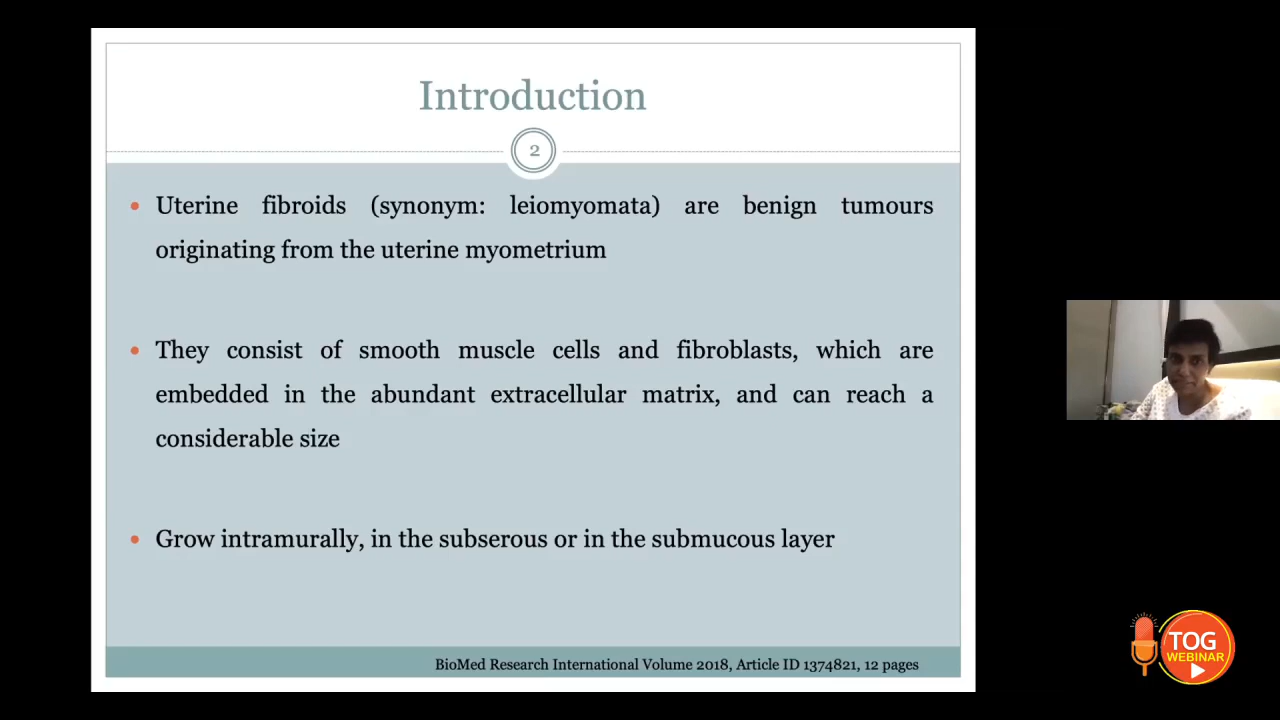 Introduction
2
Uterine fibroids (synonym: leiomyomata) are benign tumours
originating from the uterine myometrium
They consist of smooth muscle cells and fibroblasts, which are
embedded in the abundant extracellular matrix, and can reach a
considerable size
Grow intramurally, in the subserous or in the submucous layer
BioMed Research International Volume 2018, Article ID 1374821, 12 pages
TOG
WEBINAR